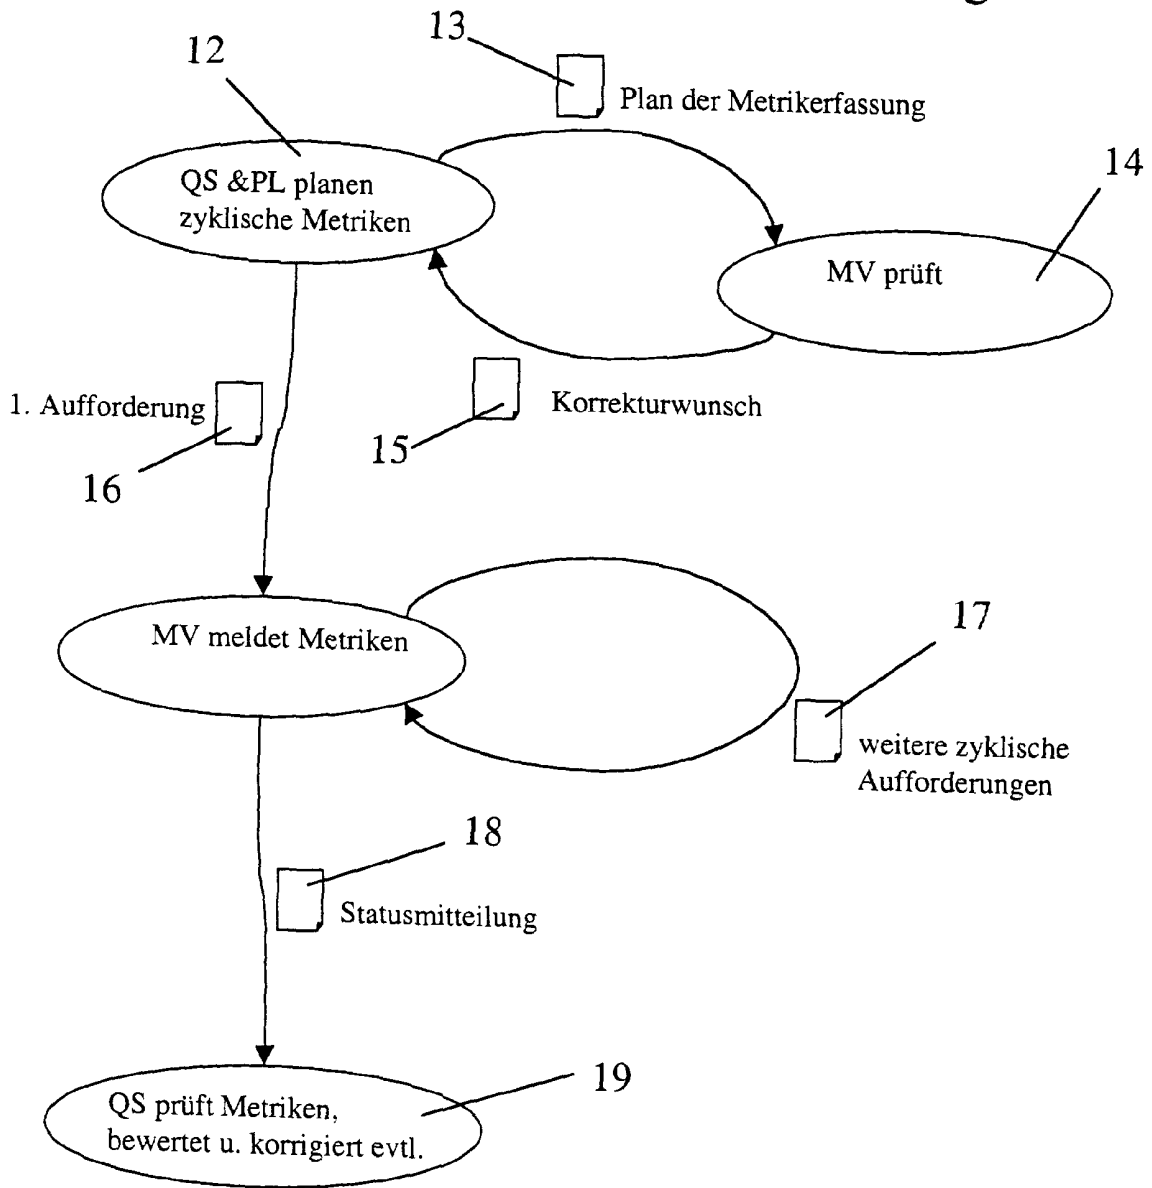 13
12
Plan der Metrikerfassung
14
QS &PL planen
zyklische Metriken
MV prüft
1. Aufforderung
Korrekturwunsch
15
16
17
MV meldet Metriken
weitere zyklische
Aufforderungen
18
Statusmitteilung
19
QS prüft Metriken,
bewertet u. korrigiert evtl.